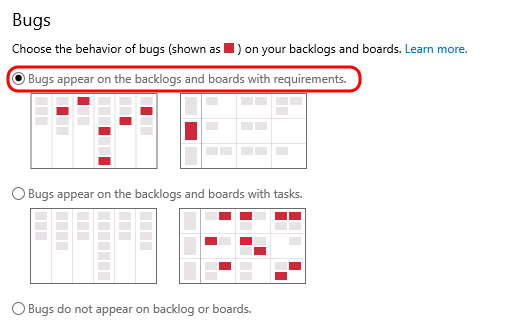 Bugs
Choose the behavior of bugs (shown as ) on your backlogs and boards. Learn more.
Bugs appear on the backlogs and boards with requirements.
Bugs appear on the backlogs and boards with tasks.
Bugs do not appear on backlog or boards.